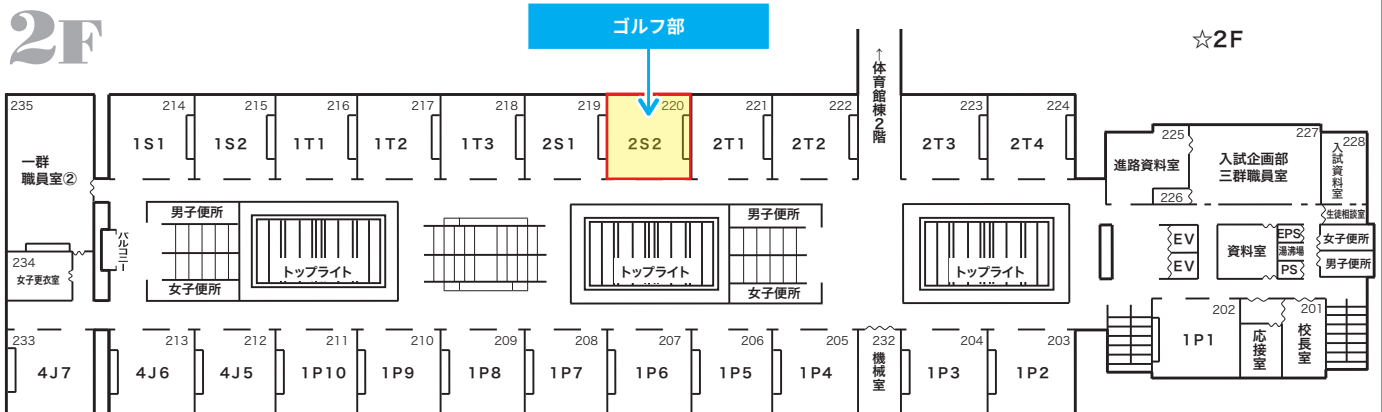 2F
ゴルフ部
☆2F
↑体育館棟2階
235
一群
職員室②
214
1S1
215
1S2
216
1T1
217
1T2
218
1T3
219
2S1
220
2S2
221
2T1
222
2T2
223
2T3
224
2T4
225
進路資料室
226
227
入試企画部
三群職員室
228
入試資料室
生徒相談室
バルコニー
男子便所
女子便所
トップライト
トップライト
男子便所
女子便所
トップライト
EV
EV
資料室
EPS
湯沸場
PS
女子便所
男子便所
234
女子更衣室
233
4J7
213
4J6
212
4J5
211
1P10
210
1P9
209
1P8
208
1P7
207
1P6
206
1P5
205
1P4
232
機械室
204
1P3
203
1P2
202
1P1
応接室
201
校長室